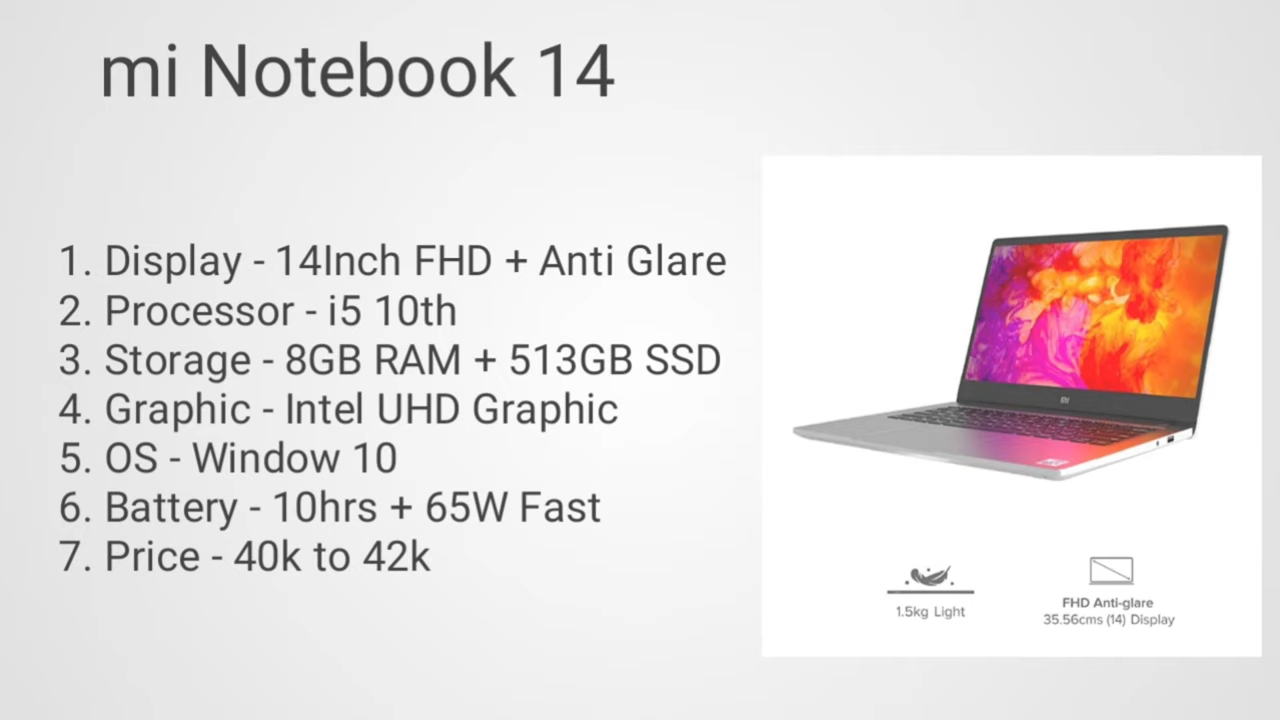 mi Notebook 14
1. Display - 14Inch FHD + Anti Glare
2. Processor - i5 10th
3. Storage - 8GB RAM + 513GB SSD
4. Graphic - Intel UHD Graphic
5. OS - Window 10
6. Battery - 10hrs + 65W Fast
7. Price - 40k to 42k
mi
1.5kg Light
FHD Anti-glare
35.56cms (14) Display